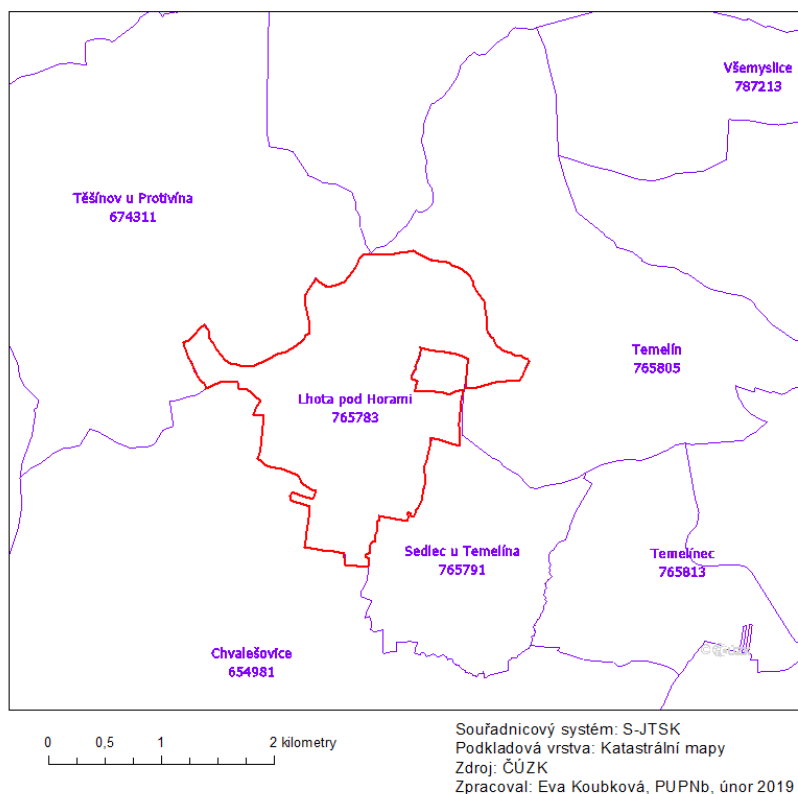 Všemyslice
787213
Těšínov u Protivína
674311
Temelín
765805
Lhota pod Horami
765783
Sedlec u Temelína
765791
Temelínec
765813
Chvalešovice
654981
0 0,5 1 2 kilometry
Souřadnicový systém: S-JTSK
Podkladová vrstva: Katastrální mapy
Zdroj: ČÚZK
Zpracoval: Eva Koubková, PUPNb, únor 2019